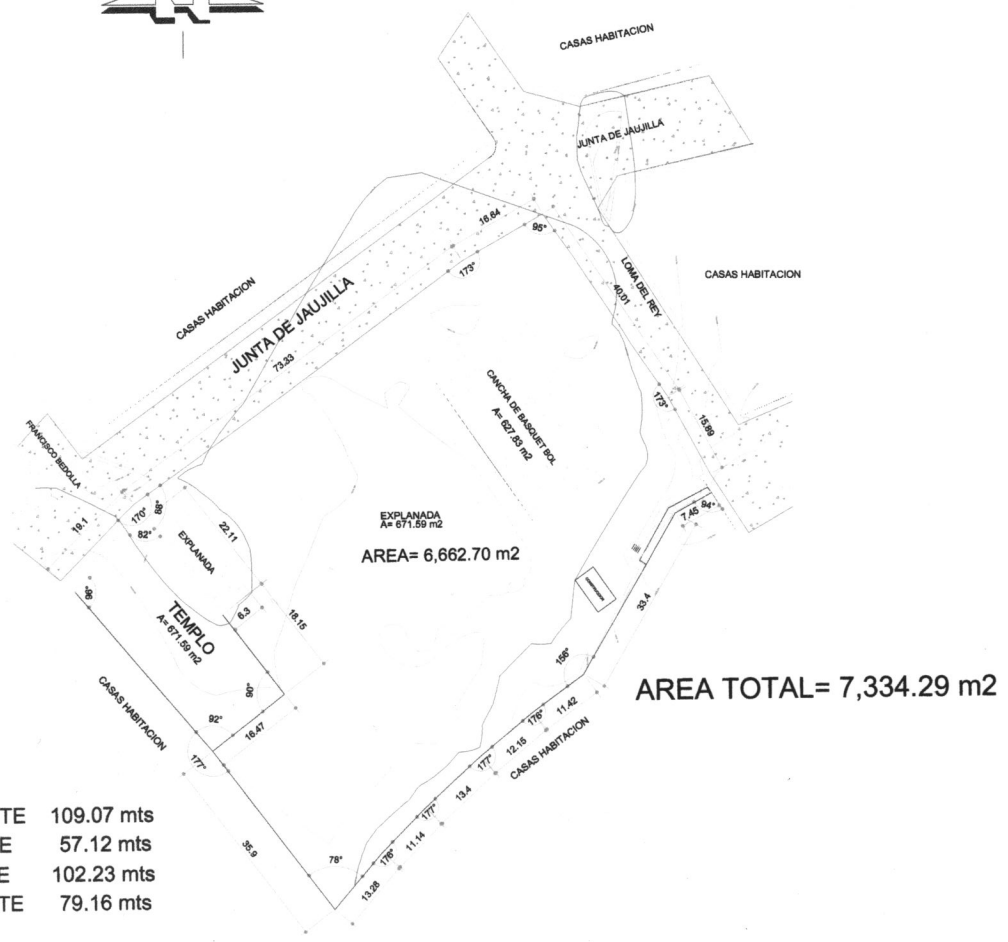 CASAS HABITACION
JUNTA DE JAUJILLA
16.64
95°
173°
CASAS HABITACION
JUNTA DE JAUJILLA
73.33
LOMA DEL REY
40.01
CASAS HABITACION
CANCHA DE BASQUET BOL
A= 627.83 m2
173°
15.89
FRANCISCO BEDOLLA
19.1
170°
88°
82°
22.11
EXPLANADA
EXPLANADA
A= 671.59 m2
AREA= 6,662.70 m2
7.45
94°
96°
TEMPLO
A= 671.59 m2
6.3
18.15
33.4
CASAS HABITACION
90°
92°
16.47
177°
156°
AREA TOTAL= 7,334.29 m2
11.42
176°
12.15
CASAS HABITACION
177°
13.4
177°
11.14
176°
13.28
78°
35.9
TE 109.07 mts
E 57.12 mts
E 102.23 mts
TE 79.16 mts